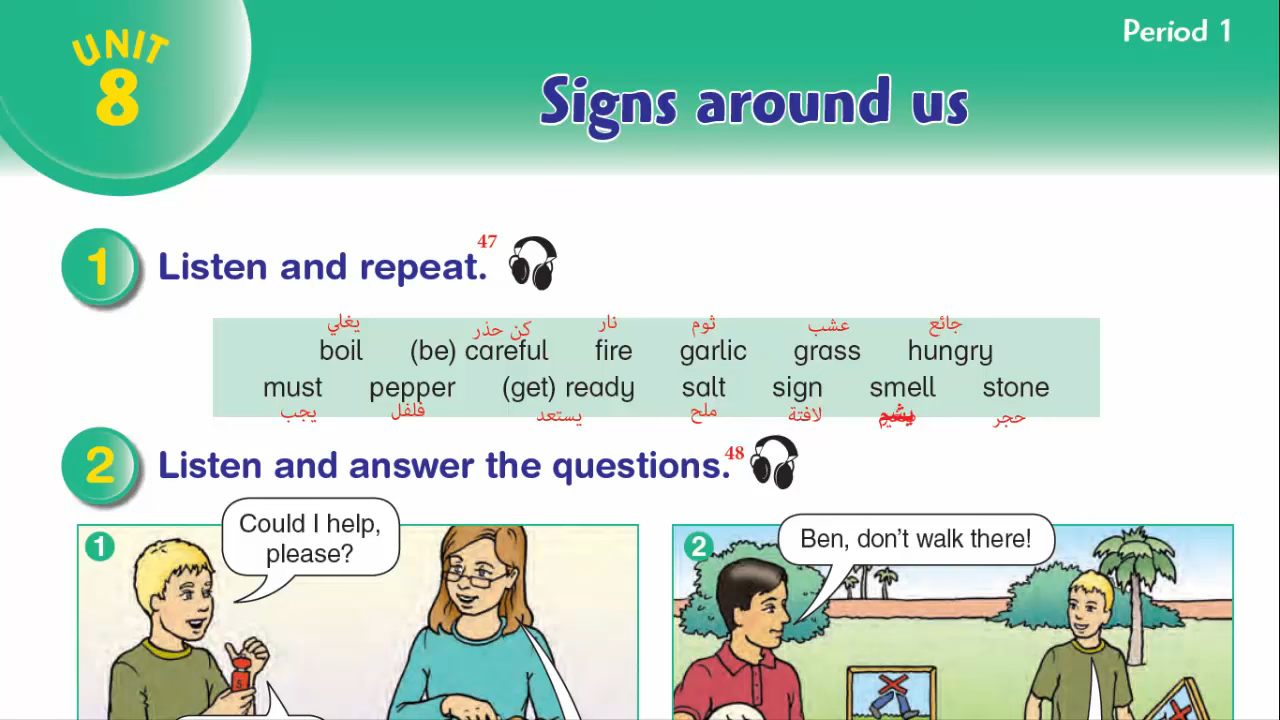 Period 1
UNIT
8
Signs around us
1 Listen and repeat. 47
يغلي كن حذر نار ثوم عشب جائع
boil (be) careful fire garlic grass hungry
must pepper (get) ready salt sign smell stone
يجب فلفل يستعد ملح لافتة يشم حجر
2 Listen and answer the questions. 48
1
Could I help,
please?
5
2
Ben, don't walk there!